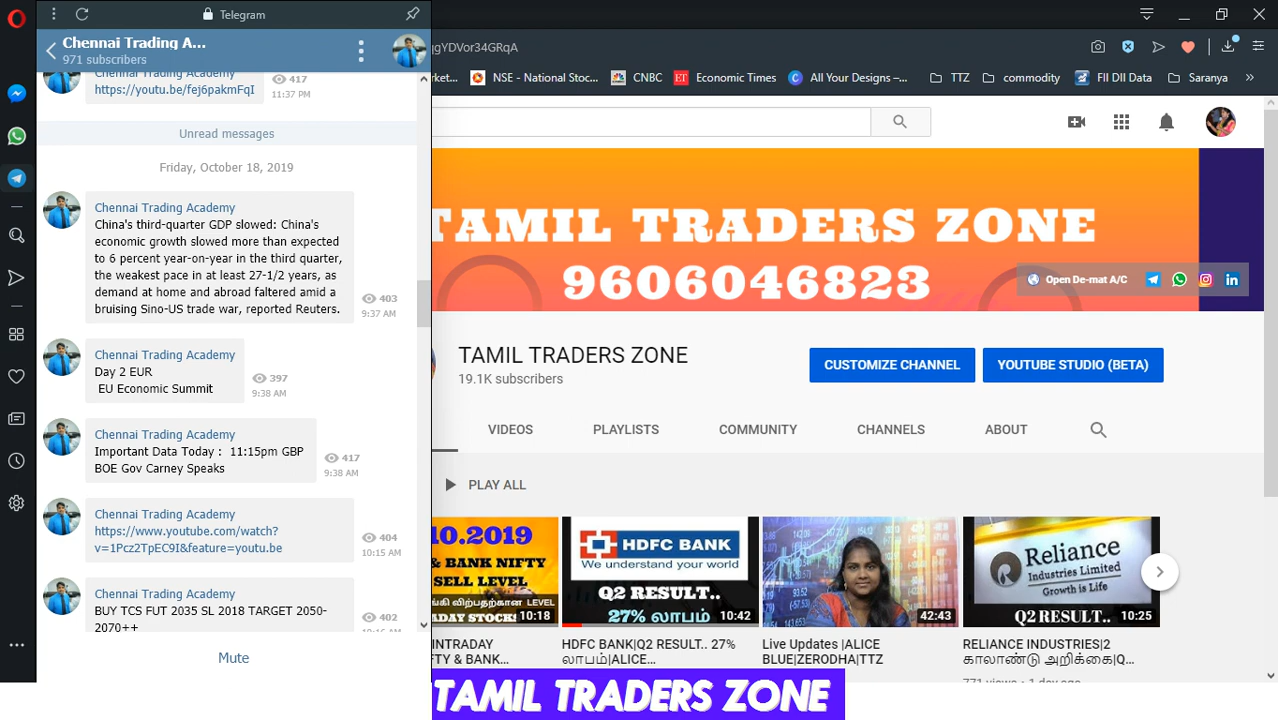 Telegram
Chennai Trading A...
971 subscribers
Chennai Trading Academy
https://youtu.be/fej6pakmFqI
417
11:37 PM
Unread messages
Friday, October 18, 2019
Chennai Trading Academy
China's third-quarter GDP slowed: China's
economic growth slowed more than expected
to 6 percent year-on-year in the third quarter,
the weakest pace in at least 27-1/2 years, as
demand at home and abroad faltered amid a
bruising Sino-US trade war, reported Reuters.
403
9:37 AM
Chennai Trading Academy
Day 2 EUR
EU Economic Summit
397
9:38 AM
Chennai Trading Academy
Important Data Today : 11:15pm GBP
BOE Gov Carney Speaks
417
9:38 AM
Chennai Trading Academy
https://www.youtube.com/watch?
v=1Pcz2TpEC9I&feature=youtu.be
404
10:15 AM
Chennai Trading Academy
BUY TCS FUT 2035 SL 2018 TARGET 2050-
2070++
402
10:16 AM
Mute
gYDVor34GRqA
arket... NSE - National Stoc... CNBC Economic Times All Your Designs –... TTZ commodity FII DII Data Saranya
TAMIL TRADERS ZONE
9606046823
Open De-mat A/C
TAMIL TRADERS ZONE
19.1K subscribers
CUSTOMIZE CHANNEL
YOUTUBE STUDIO (BETA)
VIDEOS PLAYLISTS COMMUNITY CHANNELS ABOUT
PLAY ALL
10.2019
& BANK NIFTY
SELL LEVEL
விற்பதற்கான LEVEL
DAY STOCK!
10:18
INTRADAY
FTY & BANK...
HDFC BANK
We understand your world
Q2 RESULT..
27% லாபம்
10:42
HDFC BANK|Q2 RESULT.. 27%
லாபம்|ALICE...
42:43
Live Updates |ALICE
BLUE|ZERODHA|TTZ
Reliance
Industries Limited
Growth is Life
Q2 RESULT..
10:25
RELIANCE INDUSTRIES|2
காலாண்டு அறிக்கை|Q...
771 views • 1 day ago
TAMIL TRADERS ZONE